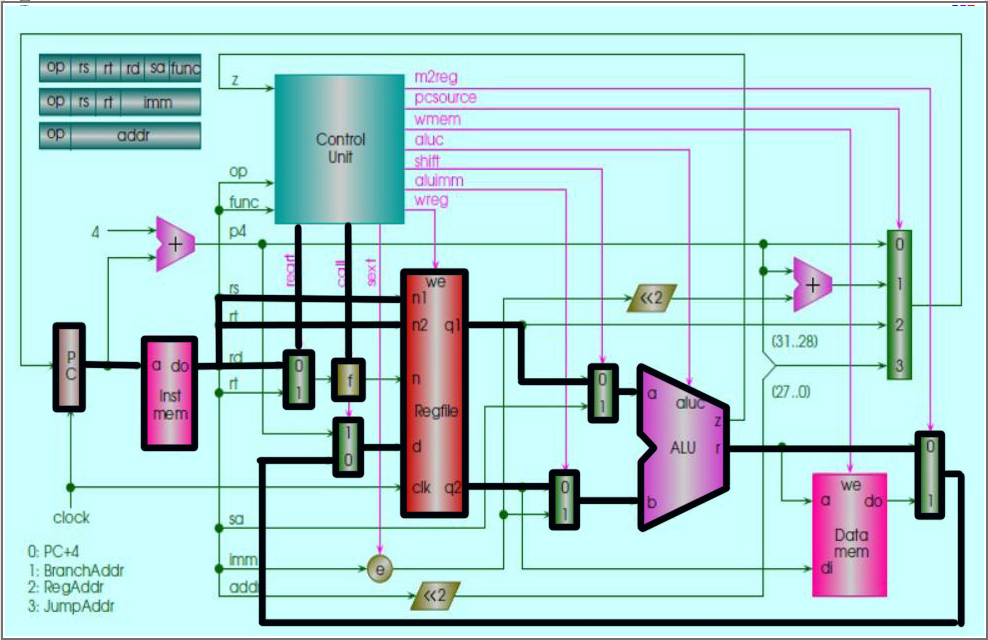 op rs rt rd sa func
op rs rt imm
op addr
z
Control
Unit
m2reg
pcsource
wmem
aluc
shift
aluimm
wreg
op
func
p4
4
+
sext
rs
rt
rd
rt
we
n1
n2
q1
n
Regfile
d
clk
q2
PC
a do
Inst
mem
0
1
f
1
0
<<2
+
0
1
2
3
(31..28)
(27..0)
0
1
a
aluc
z
ALU
r
b
0
1
0
1
we
a do
Data
mem
di
clock
sa
imm
e
<<2
0: PC+4
1: BranchAddr
2: RegAddr
3: JumpAddr